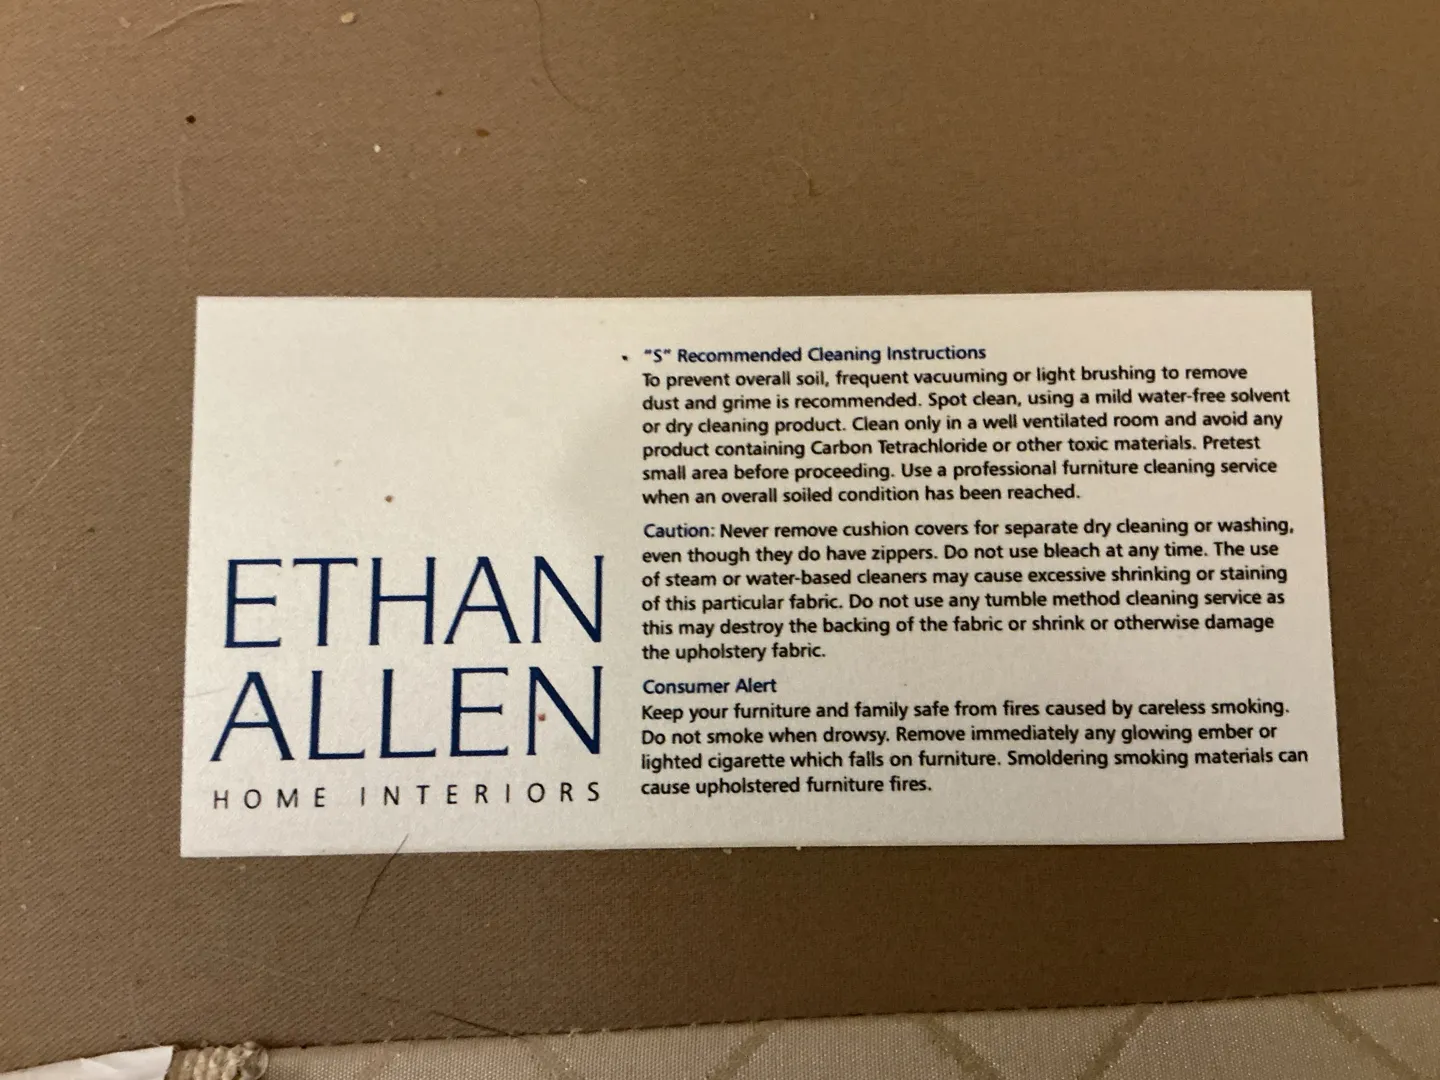 ETHAN
ALLEN
HOME INTERIORS
"S" Recommended Cleaning Instructions
To prevent overall soil, frequent vacuuming or light brushing to remove
dust and grime is recommended. Spot clean, using a mild water-free solvent
or dry cleaning product. Clean only in a well ventilated room and avoid any
product containing Carbon Tetrachloride or other toxic materials. Pretest
small area before proceeding. Use a professional furniture cleaning service
when an overall soiled condition has been reached.
Caution: Never remove cushion covers for separate dry cleaning or washing,
even though they do have zippers. Do not use bleach at any time. The use
of steam or water-based cleaners may cause excessive shrinking or staining
of this particular fabric. Do not use any tumble method cleaning service as
this may destroy the backing of the fabric or shrink or otherwise damage
the upholstery fabric.
Consumer Alert
Keep your furniture and family safe from fires caused by careless smoking.
Do not smoke when drowsy. Remove immediately any glowing ember or
lighted cigarette which falls on furniture. Smoldering smoking materials can
cause upholstered furniture fires.